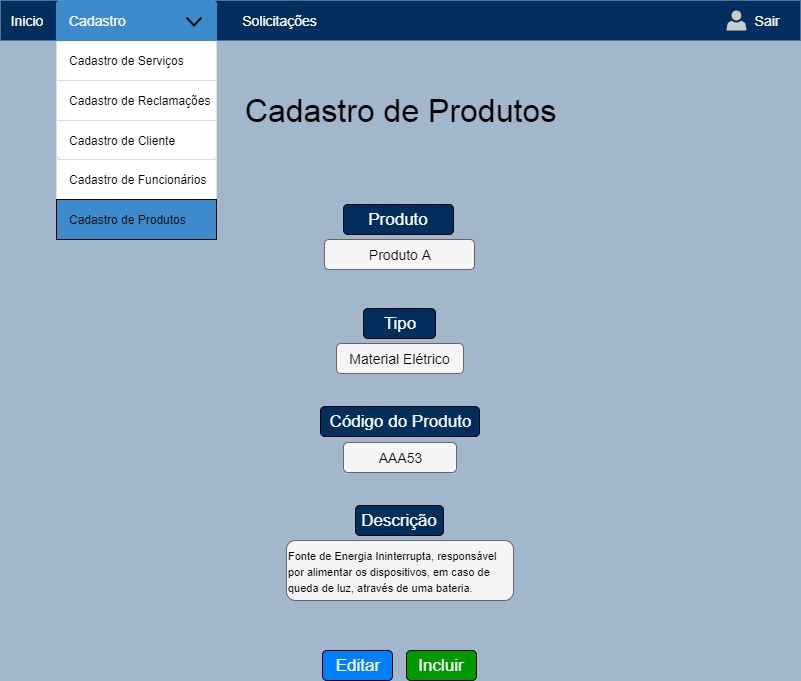 Inicio
Cadastro
Solicitações
Sair
Cadastro de Serviços
Cadastro de Reclamações
Cadastro de Cliente
Cadastro de Funcionários
Cadastro de Produtos
Cadastro de Produtos
Produto
Produto A
Tipo
Material Elétrico
Código do Produto
AAA53
Descrição
Fonte de Energia Ininterrupta, responsável
por alimentar os dispositivos, em caso de
queda de luz, através de uma bateria.
Editar
Incluir